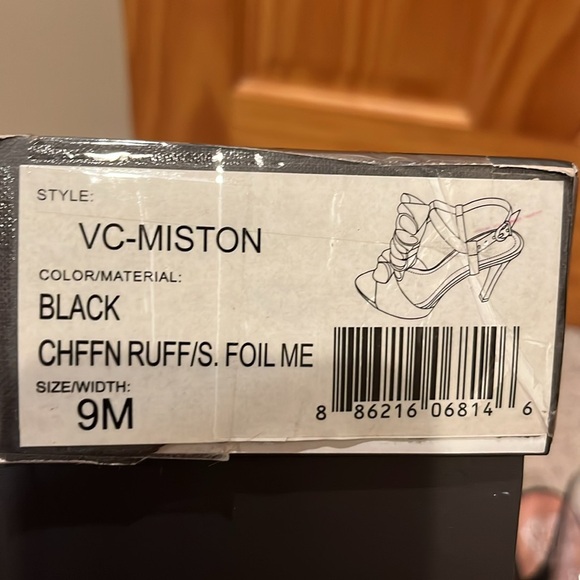 STYLE:
VC-MISTON
COLOR/MATERIAL:
BLACK
CHFFN RUFF/S. FOIL ME
SIZE/WIDTH:
9M
8 86216 06814 6